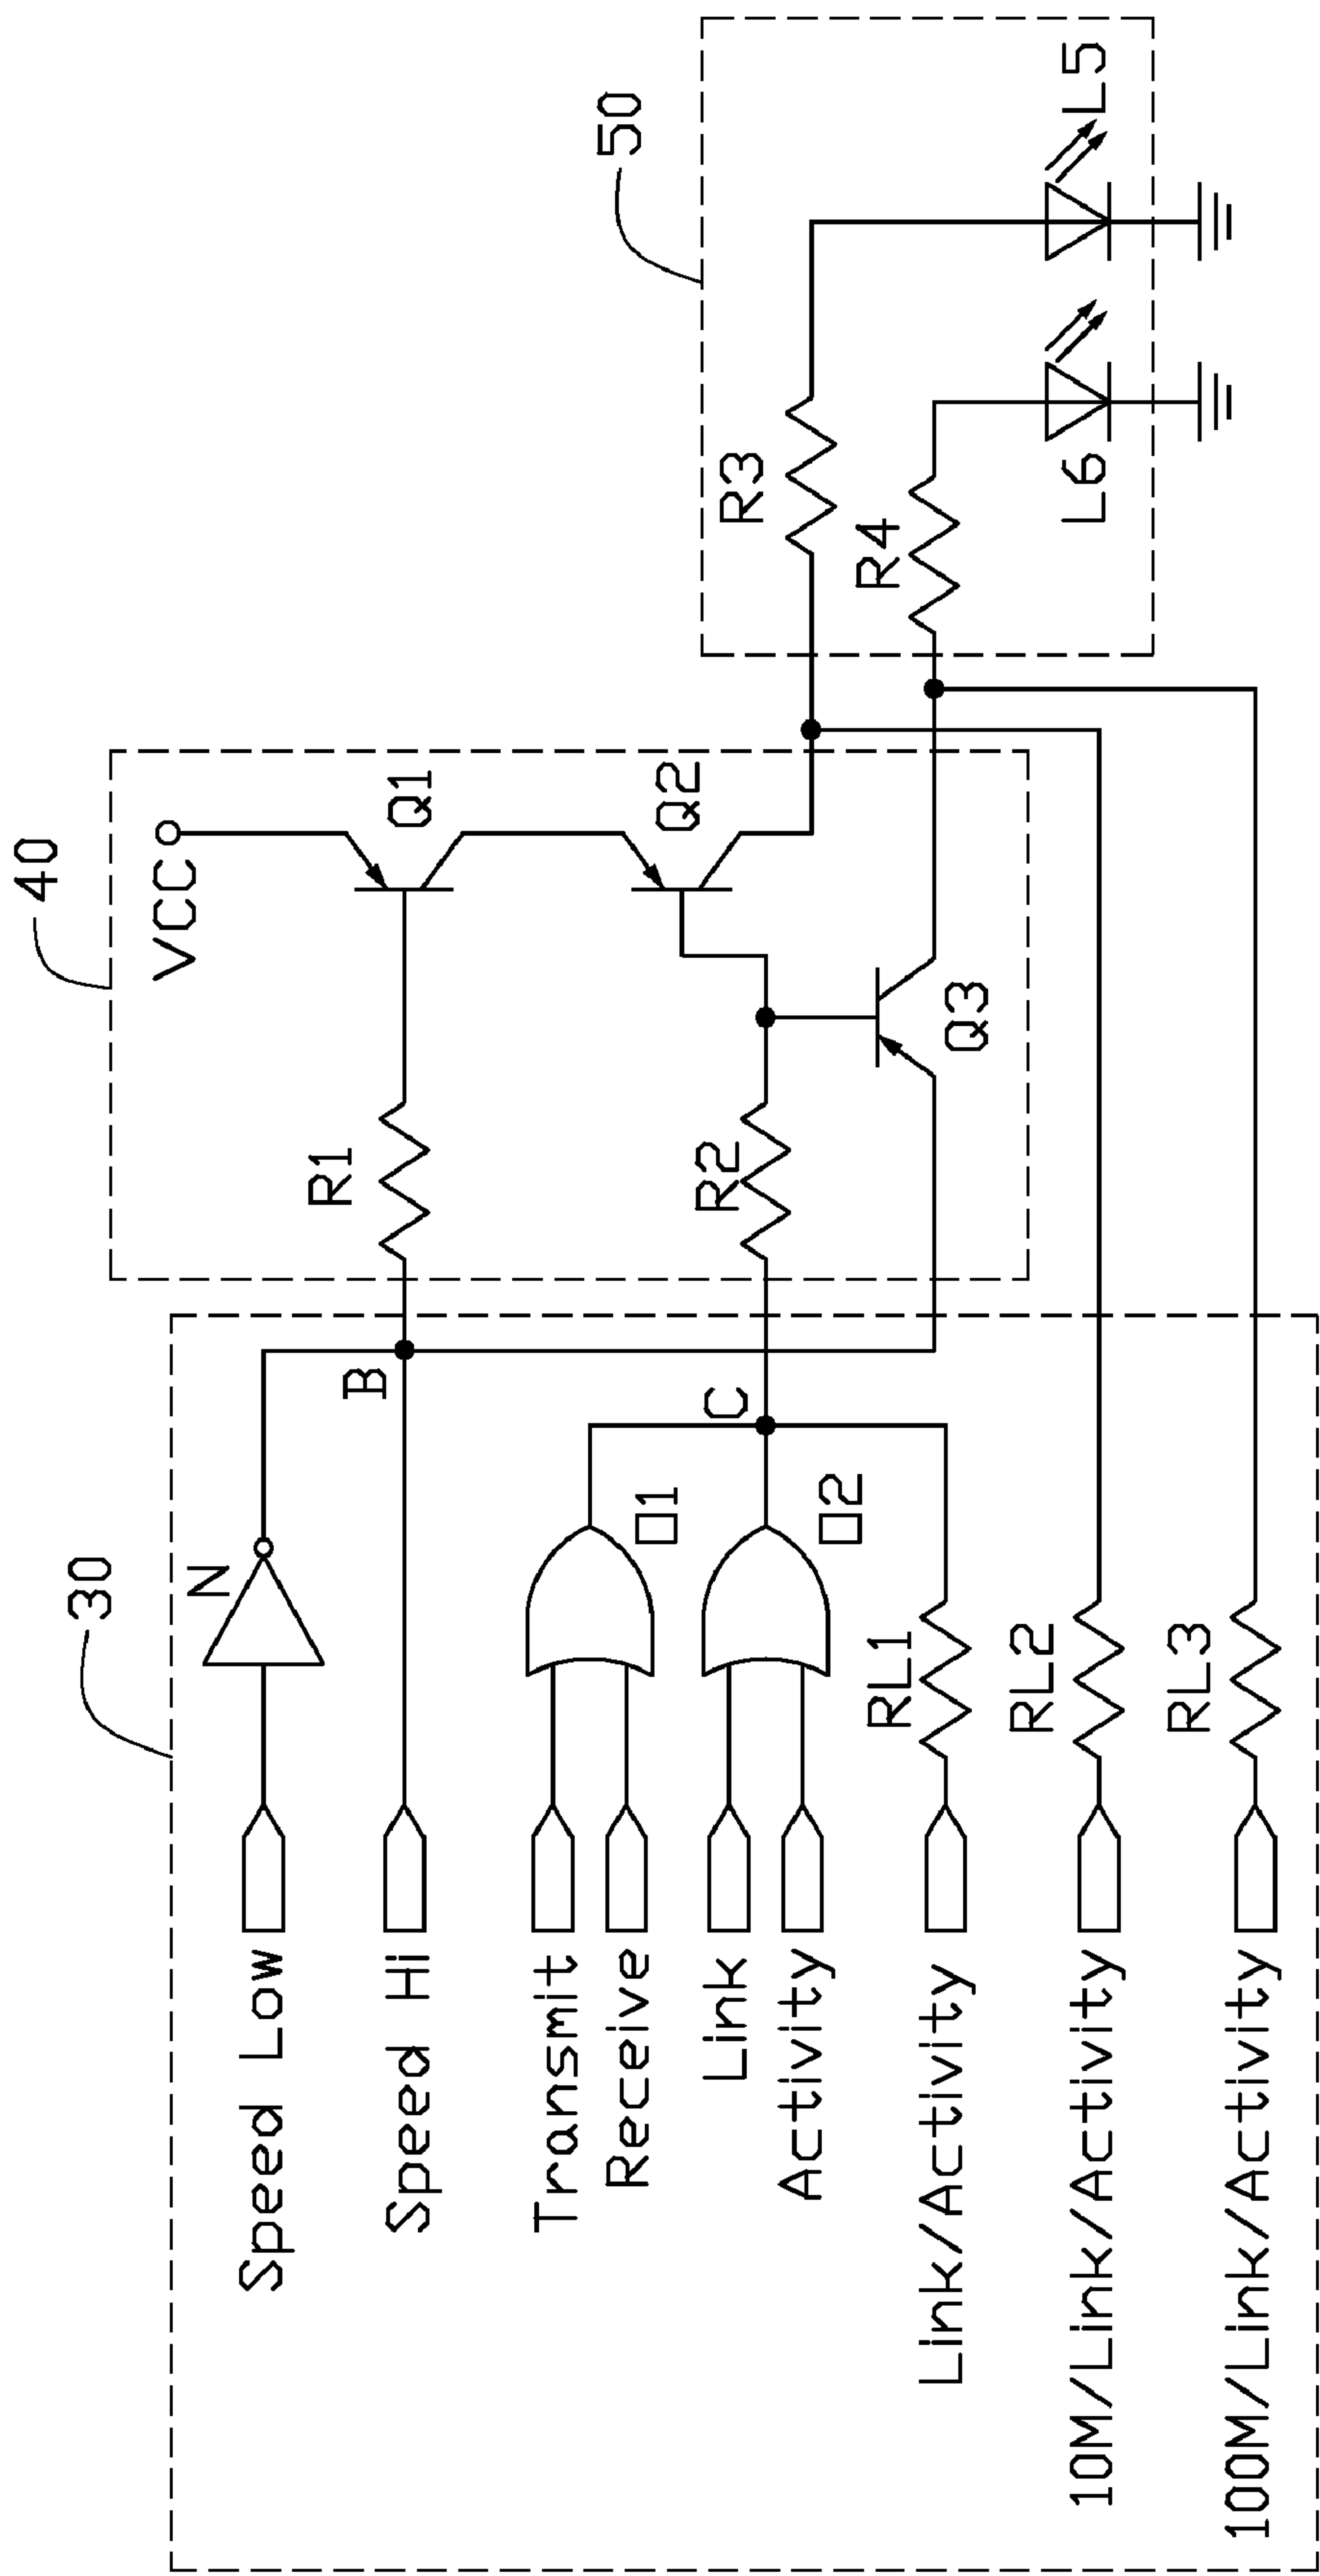 30
Speed Low
N
Speed Hi
B
Transmit
Receive
O1
Link
Activity
O2
C
Link/Activity
RL1
10M/Link/Activity
RL2
100M/Link/Activity
RL3
40
VCC
R1
Q1
R2
Q2
Q3
50
R3
R4
L5
L6